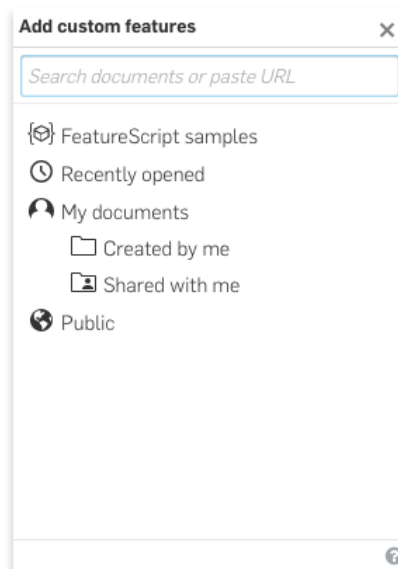 Add custom features
Search documents or paste URL
FeatureScript samples
Recently opened
My documents
Created by me
Shared with me
Public